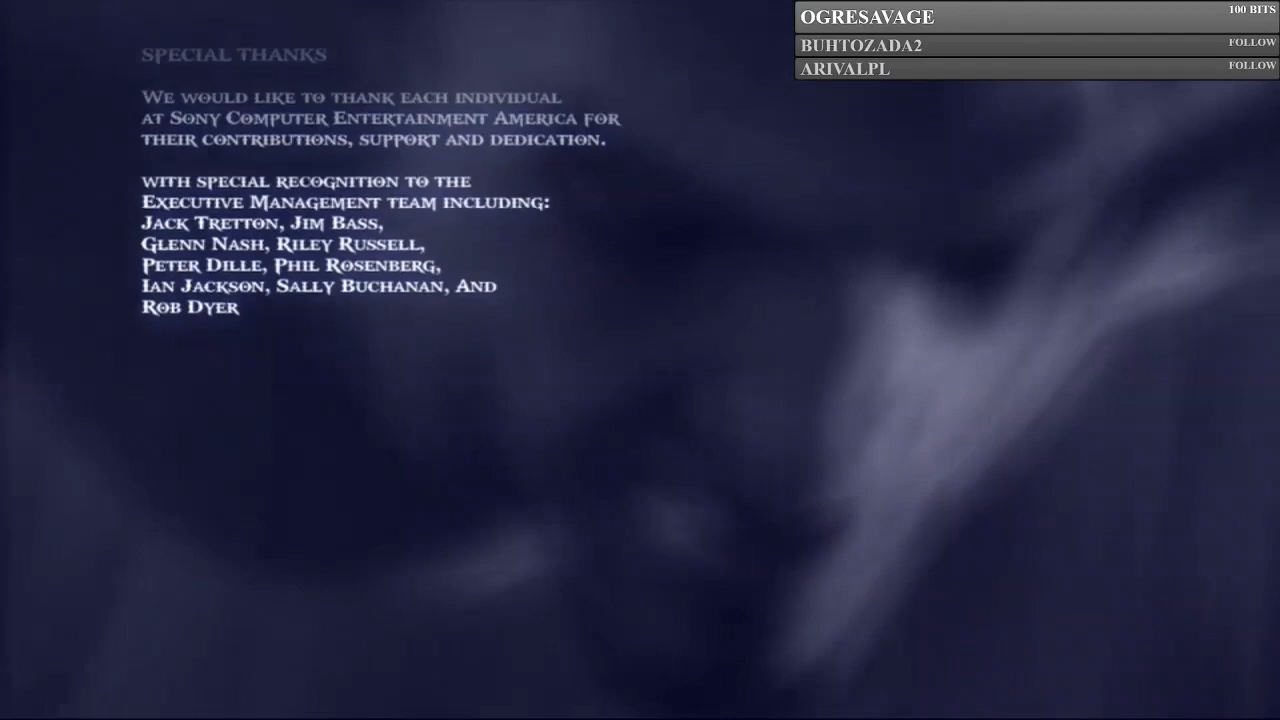 SPECIAL THANKS
WE WOULD LIKE TO THANK EACH INDIVIDUAL
AT SONY COMPUTER ENTERTAINMENT AMERICA FOR
THEIR CONTRIBUTIONS, SUPPORT AND DEDICATION.
WITH SPECIAL RECOGNITION TO THE
EXECUTIVE MANAGEMENT TEAM INCLUDING:
JACK TRETTON, JIM BASS,
GLENN NASH, RILEY RUSSELL,
PETER DILLE, PHIL ROSENBERG,
IAN JACKSON, SALLY BUCHANAN, AND
ROB DYER
OGRESAVAGE 100 BITS
BUHTOZADA2 FOLLOW
ARIVALPL FOLLOW